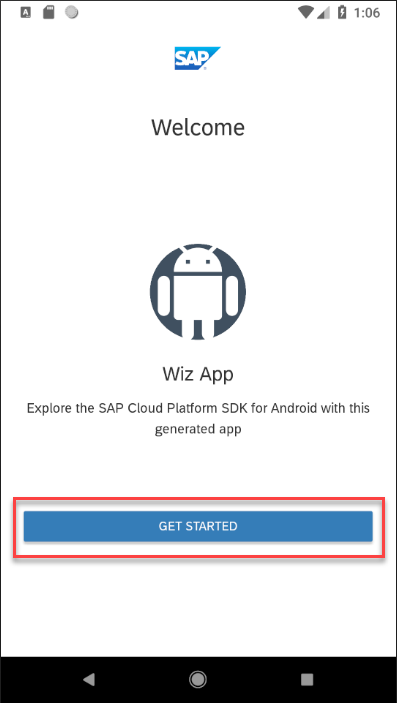 A 1:06
SAP
Welcome
Wiz App
Explore the SAP Cloud Platform SDK for Android with this
generated app
GET STARTED